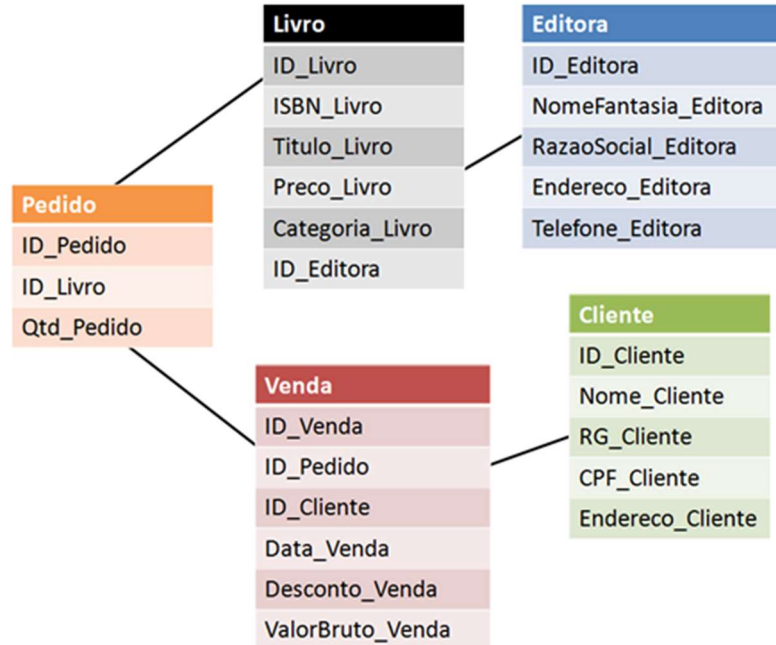 Livro
ID_Livro
ISBN_Livro
Titulo_Livro
Preco_Livro
Categoria_Livro
ID_Editora
Editora
ID_Editora
NomeFantasia_Editora
RazaoSocial_Editora
Endereco_Editora
Telefone_Editora
Pedido
ID_Pedido
ID_Livro
Qtd_Pedido
Venda
ID_Venda
ID_Pedido
ID_Cliente
Data_Venda
Desconto_Venda
ValorBruto_Venda
Cliente
ID_Cliente
Nome_Cliente
RG_Cliente
CPF_Cliente
Endereco_Cliente